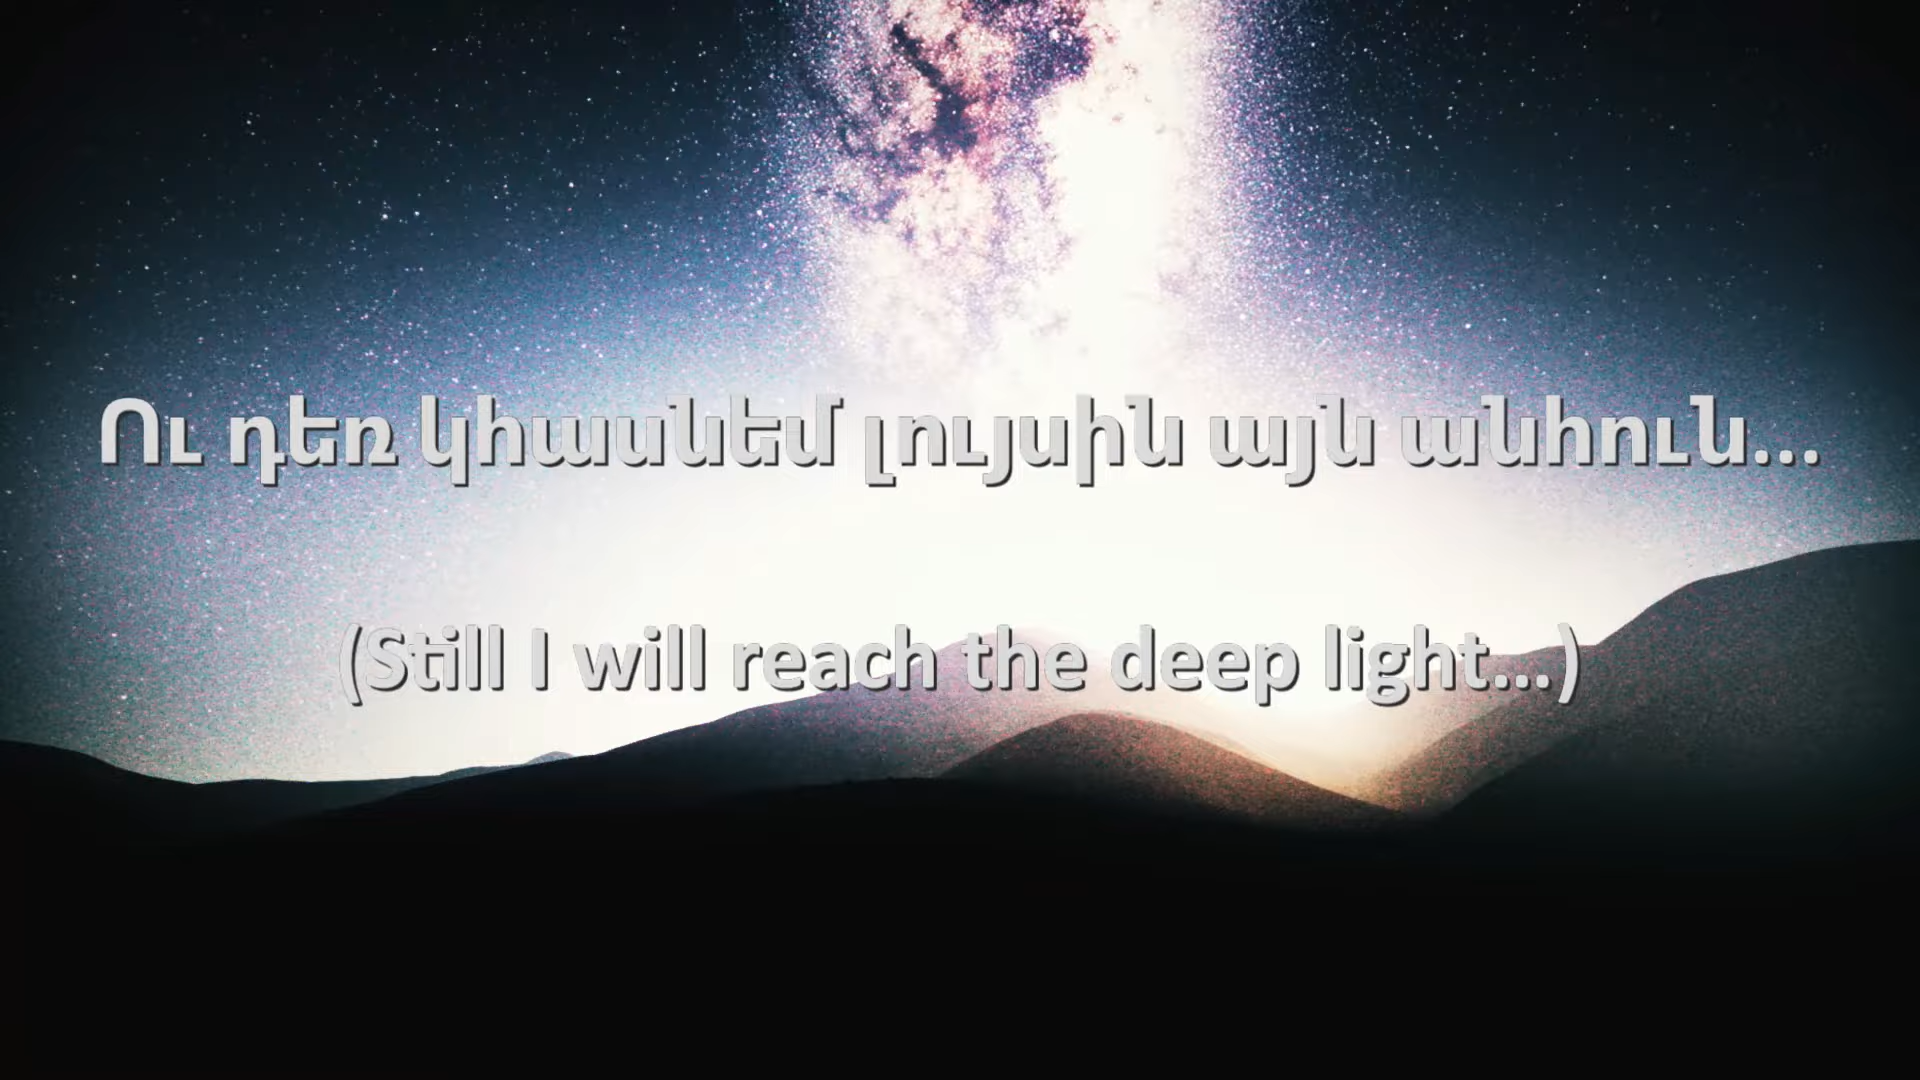 Ու դեռ կհասնեմ լույսին այն անհուն...
(Still I will reach the deep light...)